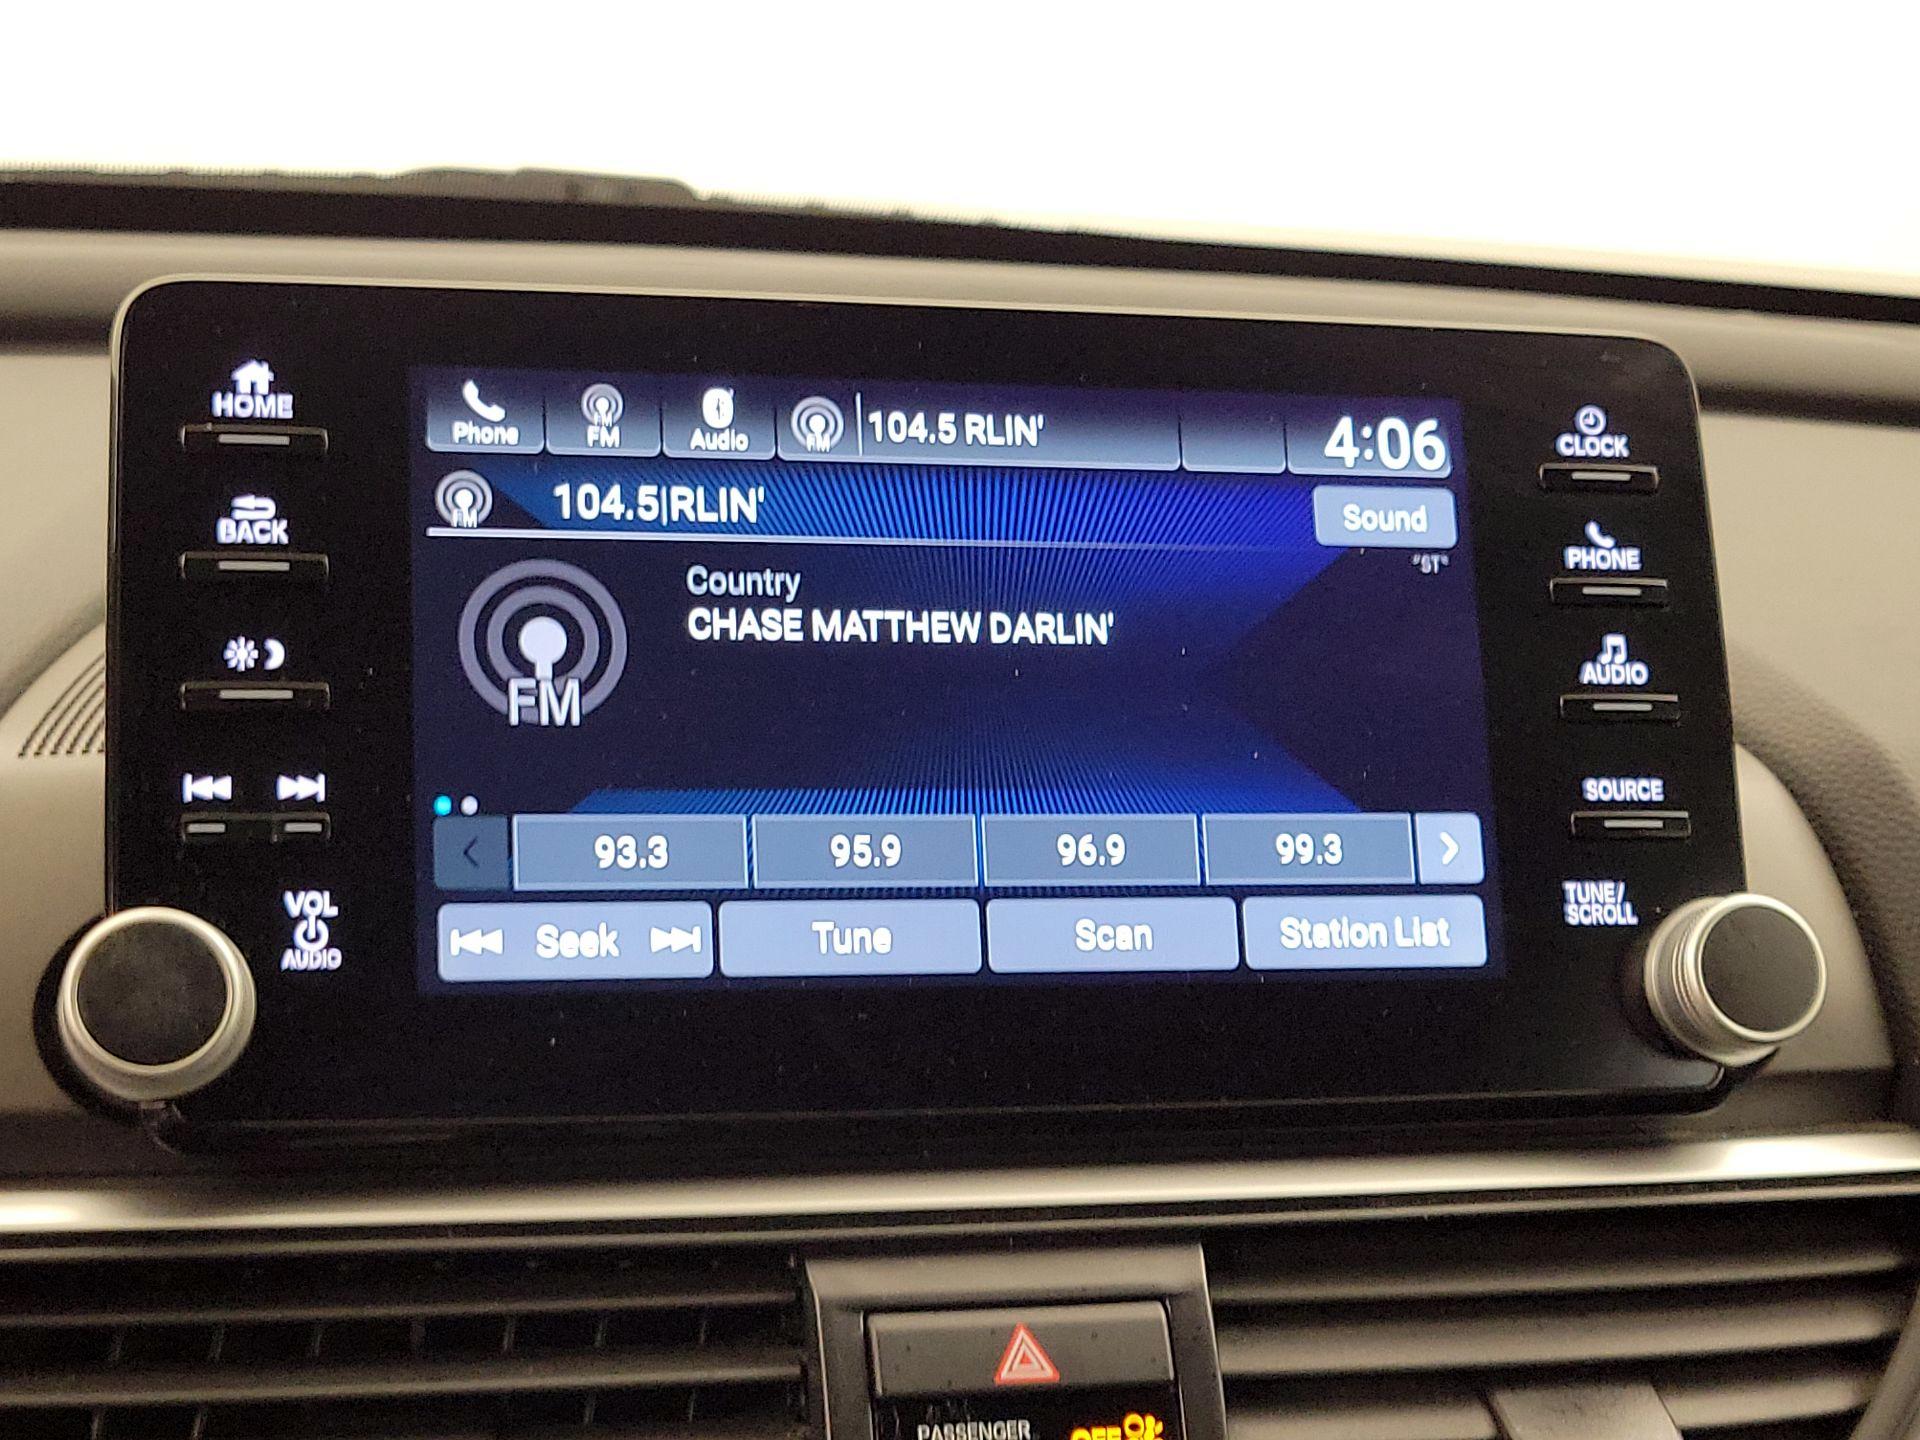 HOME
BACK
VOL
AUDIO
Phone
FM
FM
Audio
FM
104.5 RLIN'
4:06
FM
104.5|RLIN'
Sound
"ST"
Country
CHASE MATTHEW DARLIN'
FM
93.3
95.9
96.9
99.3
Seek
Tune
Scan
Station List
CLOCK
PHONE
AUDIO
SOURCE
TUNE/
SCROLL
PASSENGER
OFF